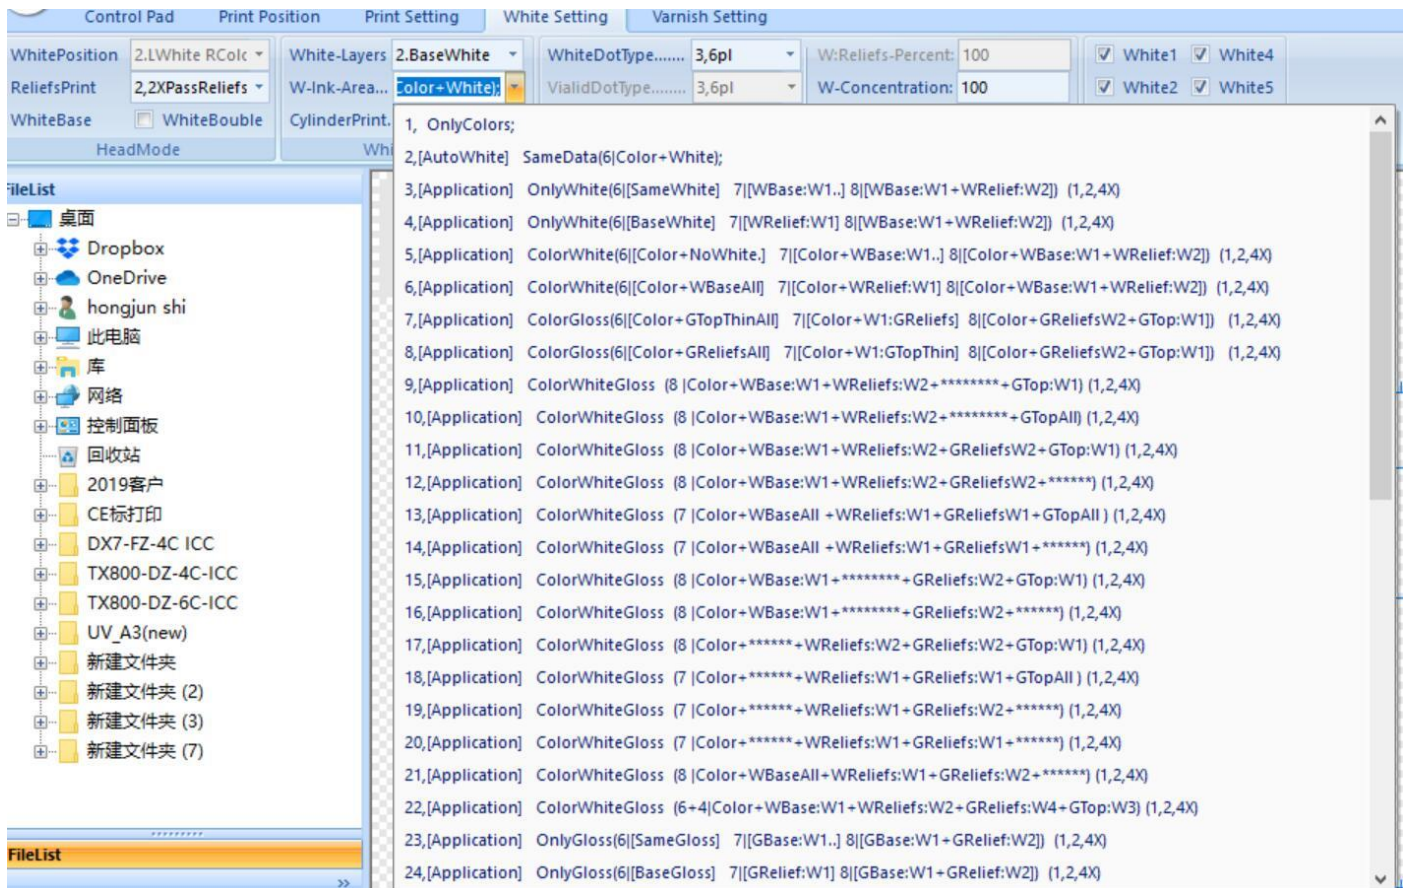 Control Pad Print Position Print Setting White Setting Varnish Setting
WhitePosition 2.LWhite RColc White-Layers 2.BaseWhite WhiteDotType....... 3,6pl W:Reliefs-Percent: 100 White1 White4
ReliefsPrint 2,2XPassReliefs W-Ink-Area... Color+White); VialidDotType........ 3,6pl W-Concentration: 100 White2 White5
WhiteBase WhiteBouble CylinderPrint.
HeadMode Whi
FileList
桌面
Dropbox
OneDrive
hongjun shi
此电脑
库
网络
控制面板
回收站
2019客户
CE标打印
DX7-FZ-4C ICC
TX800-DZ-4C-ICC
TX800-DZ-6C-ICC
UV_A3(new)
新建文件夹
新建文件夹 (2)
新建文件夹 (3)
新建文件夹 (7)
FileList
1, OnlyColors;
2,[AutoWhite] SameData(6|Color+White);
3,[Application] OnlyWhite(6|[SameWhite] 7|[WBase:W1..] 8|[WBase:W1+WRelief:W2]) (1,2,4X)
4,[Application] OnlyWhite(6|[BaseWhite] 7|[WRelief:W1] 8|[WBase:W1+WRelief:W2]) (1,2,4X)
5,[Application] ColorWhite(6|[Color+NoWhite.] 7|[Color+WBase:W1..] 8|[Color+WBase:W1+WRelief:W2]) (1,2,4X)
6,[Application] ColorWhite(6|[Color+WBaseAll] 7|[Color+WRelief:W1] 8|[Color+WBase:W1+WRelief:W2]) (1,2,4X)
7,[Application] ColorGloss(6|[Color+GTopThinAll] 7|[Color+W1:GReliefs] 8|[Color+GReliefsW2+GTop:W1]) (1,2,4X)
8,[Application] ColorGloss(6|[Color+GReliefsAll] 7|[Color+W1:GTopThin] 8|[Color+GReliefsW2+GTop:W1]) (1,2,4X)
9,[Application] ColorWhiteGloss (8 |Color+WBase:W1+WReliefs:W2+********+GTop:W1) (1,2,4X)
10,[Application] ColorWhiteGloss (8 |Color+WBase:W1+WReliefs:W2+********+GTopAll) (1,2,4X)
11,[Application] ColorWhiteGloss (8 |Color+WBase:W1+WReliefs:W2+GReliefsW2+GTop:W1) (1,2,4X)
12,[Application] ColorWhiteGloss (8 |Color+WBase:W1+WReliefs:W2+GReliefsW2+******) (1,2,4X)
13,[Application] ColorWhiteGloss (7 |Color+WBaseAll +WReliefs:W1+GReliefsW1+GTopAll ) (1,2,4X)
14,[Application] ColorWhiteGloss (7 |Color+WBaseAll +WReliefs:W1+GReliefsW1+******) (1,2,4X)
15,[Application] ColorWhiteGloss (8 |Color+WBase:W1+********+GReliefs:W2+GTop:W1) (1,2,4X)
16,[Application] ColorWhiteGloss (8 |Color+WBase:W1+********+GReliefs:W2+******) (1,2,4X)
17,[Application] ColorWhiteGloss (8 |Color+******+WReliefs:W2+GReliefs:W2+GTop:W1) (1,2,4X)
18,[Application] ColorWhiteGloss (7 |Color+******+WReliefs:W1+GReliefs:W1+GTopAll ) (1,2,4X)
19,[Application] ColorWhiteGloss (7 |Color+******+WReliefs:W1+GReliefs:W2+******) (1,2,4X)
20,[Application] ColorWhiteGloss (7 |Color+******+WReliefs:W1+GReliefs:W1+******) (1,2,4X)
21,[Application] ColorWhiteGloss (8 |Color+WBaseAll+WReliefs:W1+GReliefs:W2+******) (1,2,4X)
22,[Application] ColorWhiteGloss (6+4|Color+WBase:W1+WReliefs:W2+GReliefs:W4+GTop:W3) (1,2,4X)
23,[Application] OnlyGloss(6|[SameGloss] 7|[GBase:W1..] 8|[GBase:W1+GRelief:W2]) (1,2,4X)
24,[Application] OnlyGloss(6|[BaseGloss] 7|[GRelief:W1] 8|[GBase:W1+GRelief:W2]) (1,2,4X)